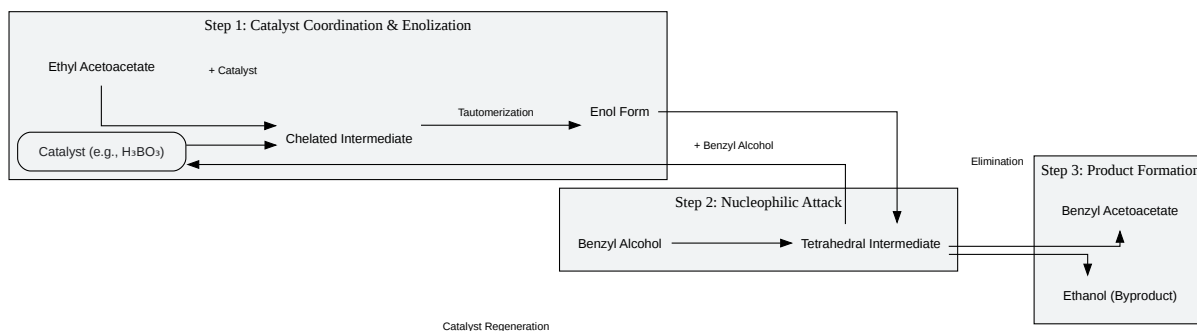 Step 1: Catalyst Coordination & Enolization
Ethyl Acetoacetate
+ Catalyst
Catalyst (e.g., H₃BO₃)
Chelated Intermediate
Tautomerization
Enol Form
+ Benzyl Alcohol
Step 2: Nucleophilic Attack
Benzyl Alcohol
Tetrahedral Intermediate
Elimination
Step 3: Product Formation
Benzyl Acetoacetate
Ethanol (Byproduct)
Catalyst Regeneration